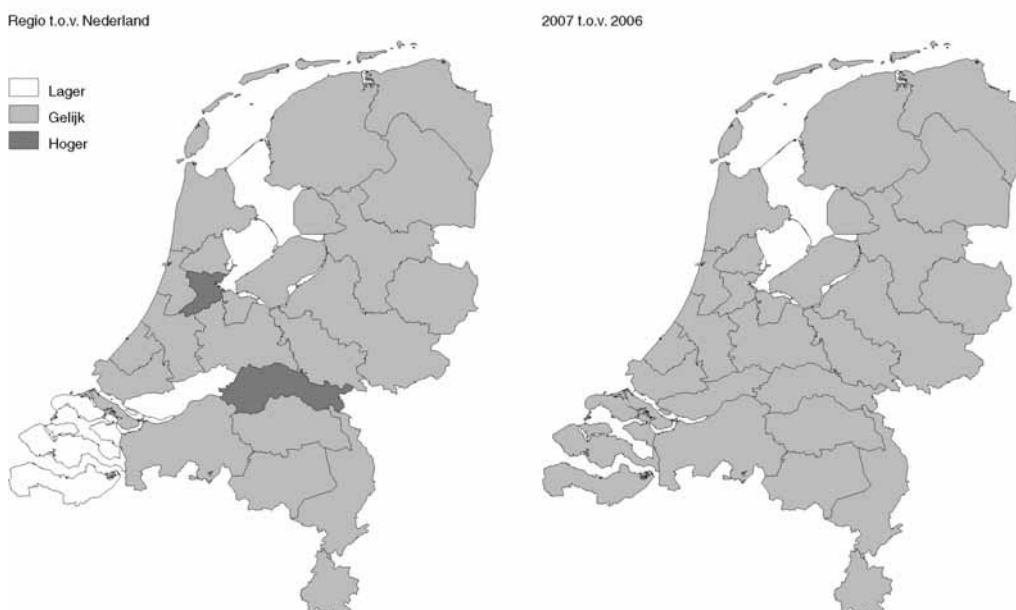 Regio t.o.v. Nederland
Lager
Gelijk
Hoger
2007 t.o.v. 2006